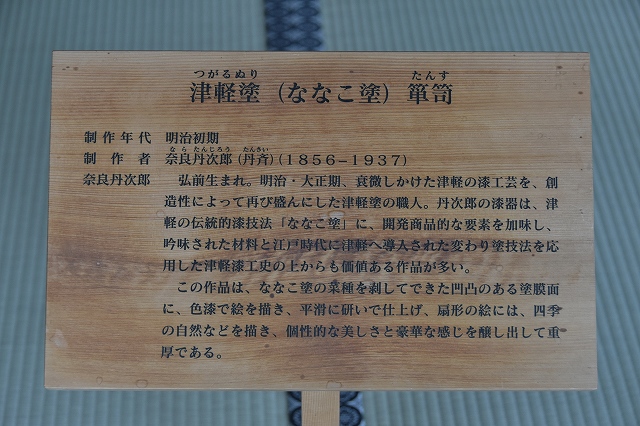 つがるぬり たんす
津軽塗（ななこ塗）箪笥
制作年代 明治初期
なら たんじろう たんさい
制作者 奈良丹次郎（丹斉）（1856−1937）
奈良丹次郎 弘前生まれ。明治・大正期、衰微しかけた津軽の漆工芸を、創
造性によって再び盛んにした津軽塗の職人。丹次郎の漆器は、津
軽の伝統的漆技法「ななこ塗」に、開発商品的な要素を加味し、
吟味された材料と江戸時代に津軽へ導入された変わり塗技法を応
用した津軽漆工史の上からも価値ある作品が多い。
この作品は、ななこ塗の菜種を剥してできた凹凸のある塗膜面
に、色漆で絵を描き、平滑に研いで仕上げ、扇形の絵には、四季
の自然などを描き、個性的な美しさと豪華な感じを醸し出して重
厚である。